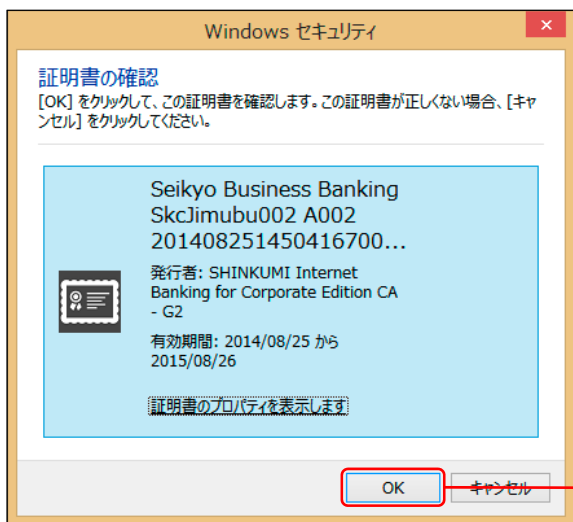 Windows セキュリティ
証明書の確認
[OK] をクリックして、この証明書を確認します。この証明書が正しくない場合、[キャ
ンセル] をクリックしてください。
Seikyo Business Banking
SkcJimubu002 A002
201408251450416700...
発行者: SHINKUMI Internet
Banking for Corporate Edition CA
- G2
有効期間: 2014/08/25 から
2015/08/26
証明書のプロパティを表示します
OK
キャンセル